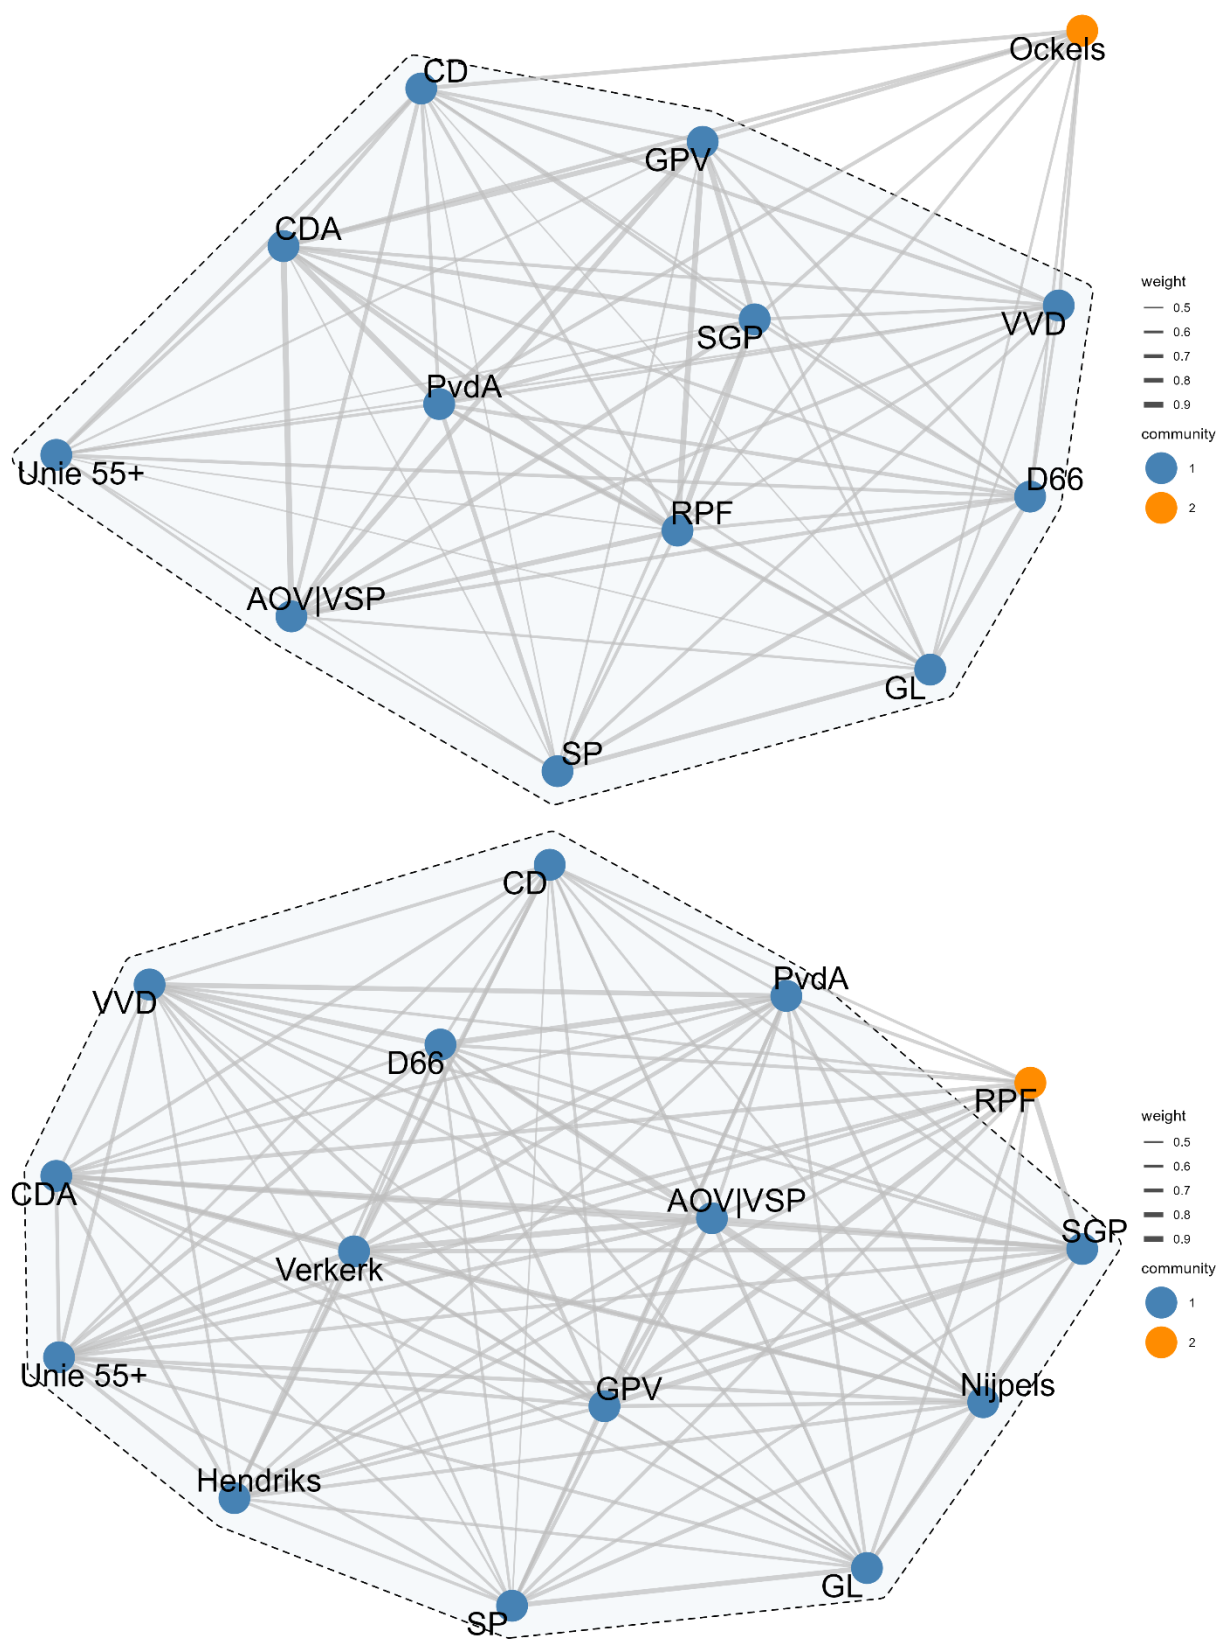 Ockels
CD
GPV
CDA
SGP
VVD
PvdA
Unie 55+
D66
RPF
AOV|VSP
GL
SP
weight
0.5
0.6
0.7
0.8
0.9
community
1
2
CD
PvdA
VVD
D66
RPF
CDA
AOV|VSP
SGP
Verkerk
Unie 55+
GPV
Nijpels
Hendriks
GL
SP
weight
0.5
0.6
0.7
0.8
0.9
community
1
2